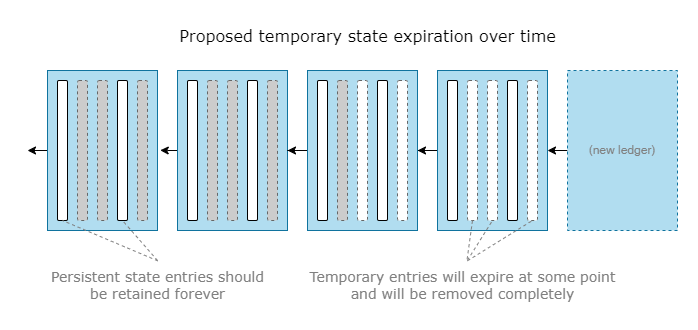 Proposed temporary state expiration over time
(new ledger)
Persistent state entries should
be retained forever
Temporary entries will expire at some point
and will be removed completely